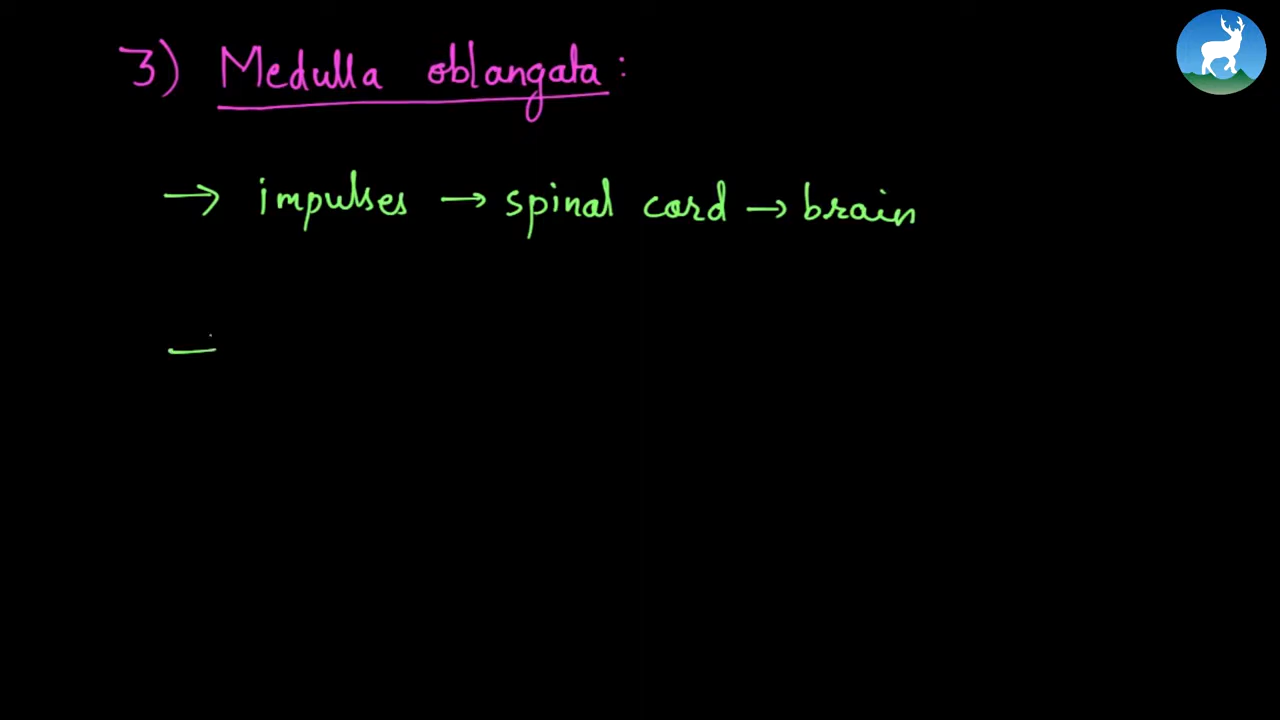 3) Medulla oblangata:
→ impulses → spinal cord → brain